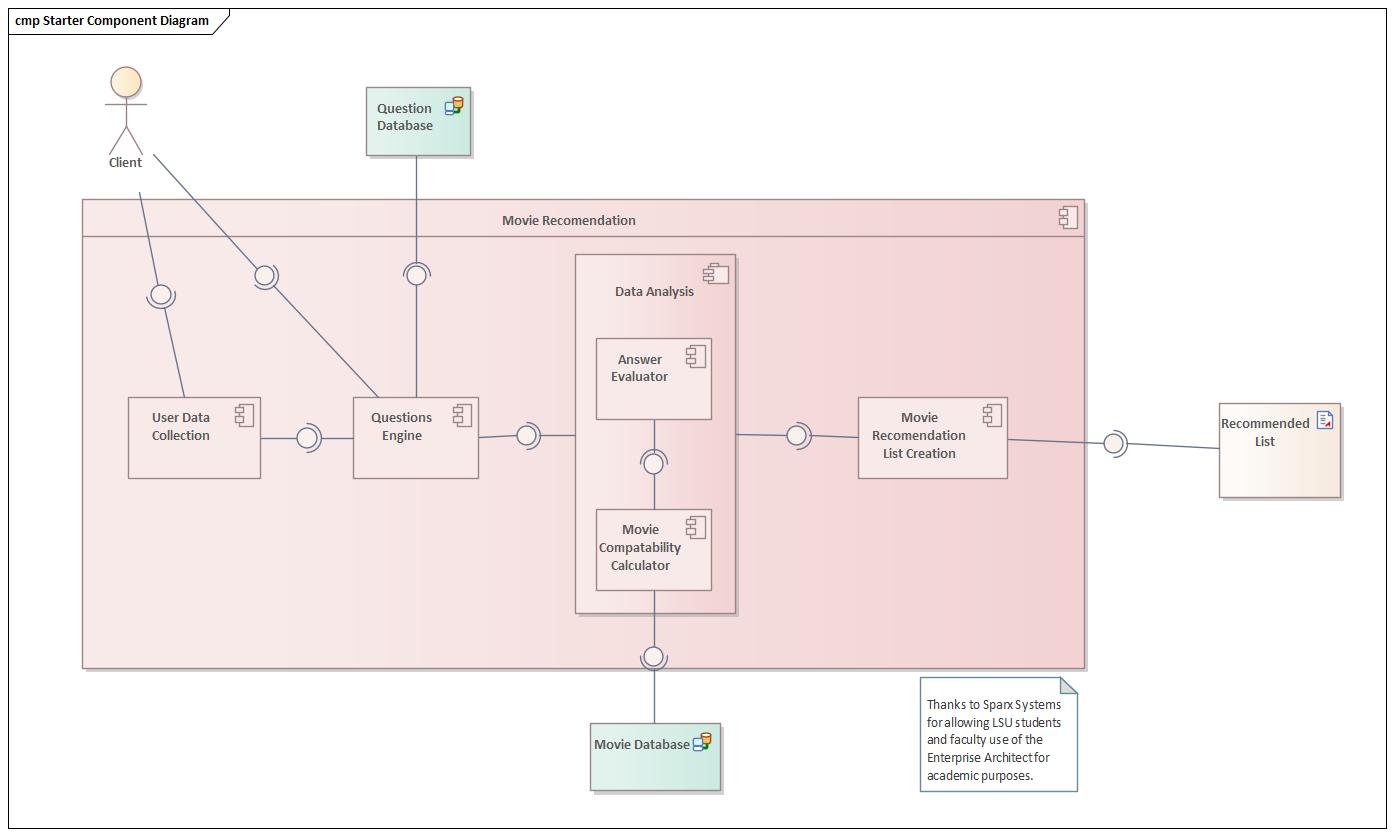 cmp Starter Component Diagram
Client
Question
Database
Movie Recomendation
Data Analysis
Answer
Evaluator
User Data
Collection
Questions
Engine
Movie
Recomendation
List Creation
Recommended
List
Movie
Compatability
Calculator
Movie Database
Thanks to Sparx Systems
for allowing LSU students
and faculty use of the
Enterprise Architect for
academic purposes.